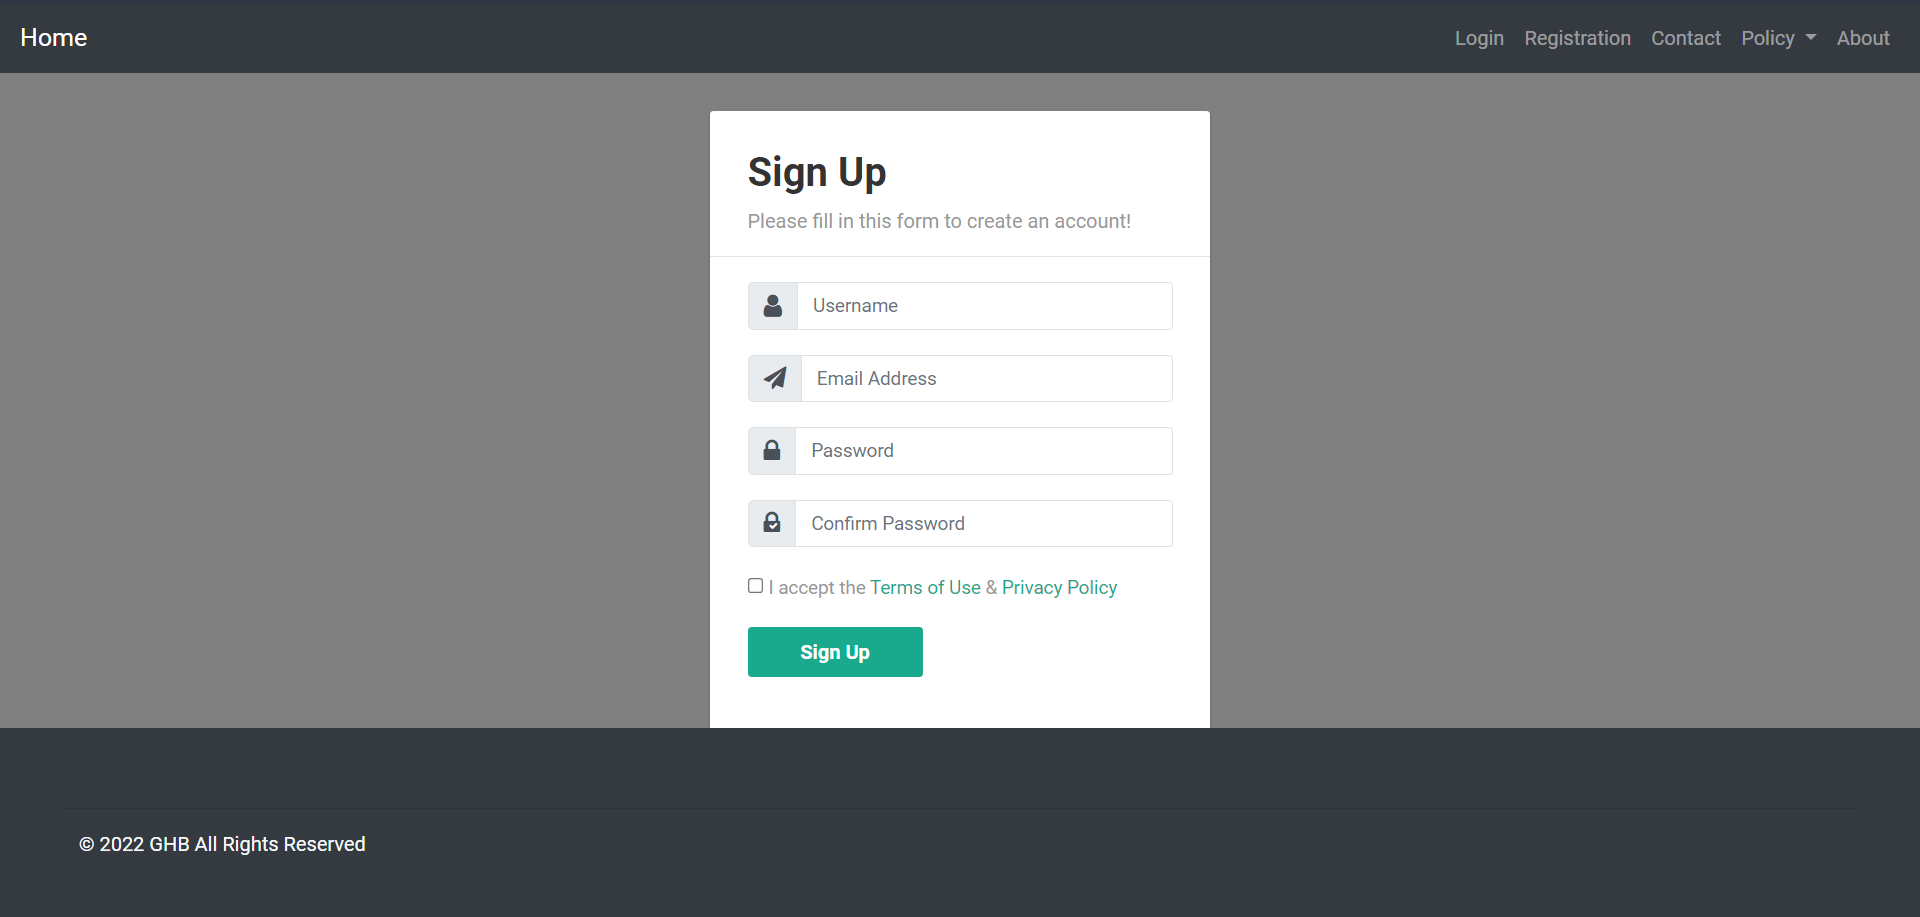 Home Login Registration Contact Policy About
Sign Up
Please fill in this form to create an account!
Username
Email Address
Password
Confirm Password
I accept the Terms of Use & Privacy Policy
Sign Up
© 2022 GHB All Rights Reserved